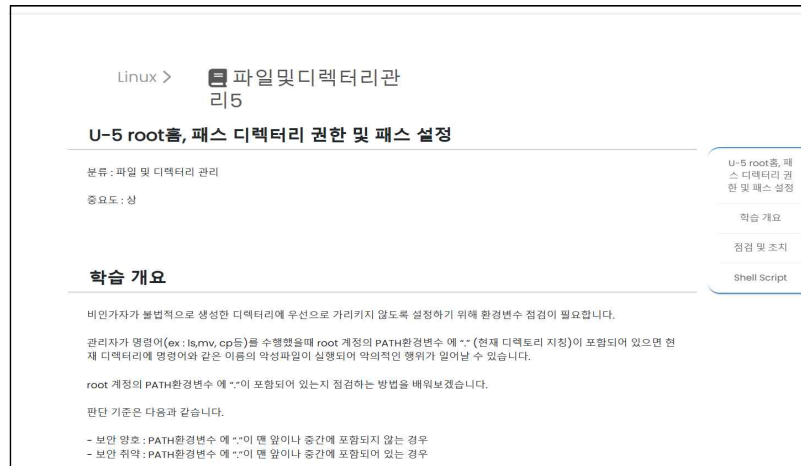 Linux >
파일및디렉터리관
리5
U-5 root홈, 패스 디렉터리 권한 및 패스 설정
분류 : 파일 및 디렉터리 관리
중요도 : 상
학습 개요
비인가자가 불법적으로 생성한 디렉터리에 우선으로 가리키지 않도록 설정하기 위해 환경변수 점검이 필요합니다.
관리자가 명령어(ex : ls,mv, cp등)를 수행했을때 root 계정의 PATH환경변수 에 “.” (현재 디렉토리 지칭)이 포함되어 있으면 현
재 디렉터리에 명령어와 같은 이름의 악성파일이 실행되어 악의적인 행위가 일어날 수 있습니다.
root 계정의 PATH환경변수 에 “.”이 포함되어 있는지 점검하는 방법을 배워보겠습니다.
판단 기준은 다음과 같습니다.
- 보안 양호 : PATH환경변수 에 “.”이 맨 앞이나 중간에 포함되지 않는 경우
- 보안 취약 : PATH환경변수 에 “.”이 맨 앞이나 중간에 포함되어 있는 경우
U-5 root홈, 패
스 디렉터리 권
한 및 패스 설정
학습 개요
점검 및 조치
Shell Script